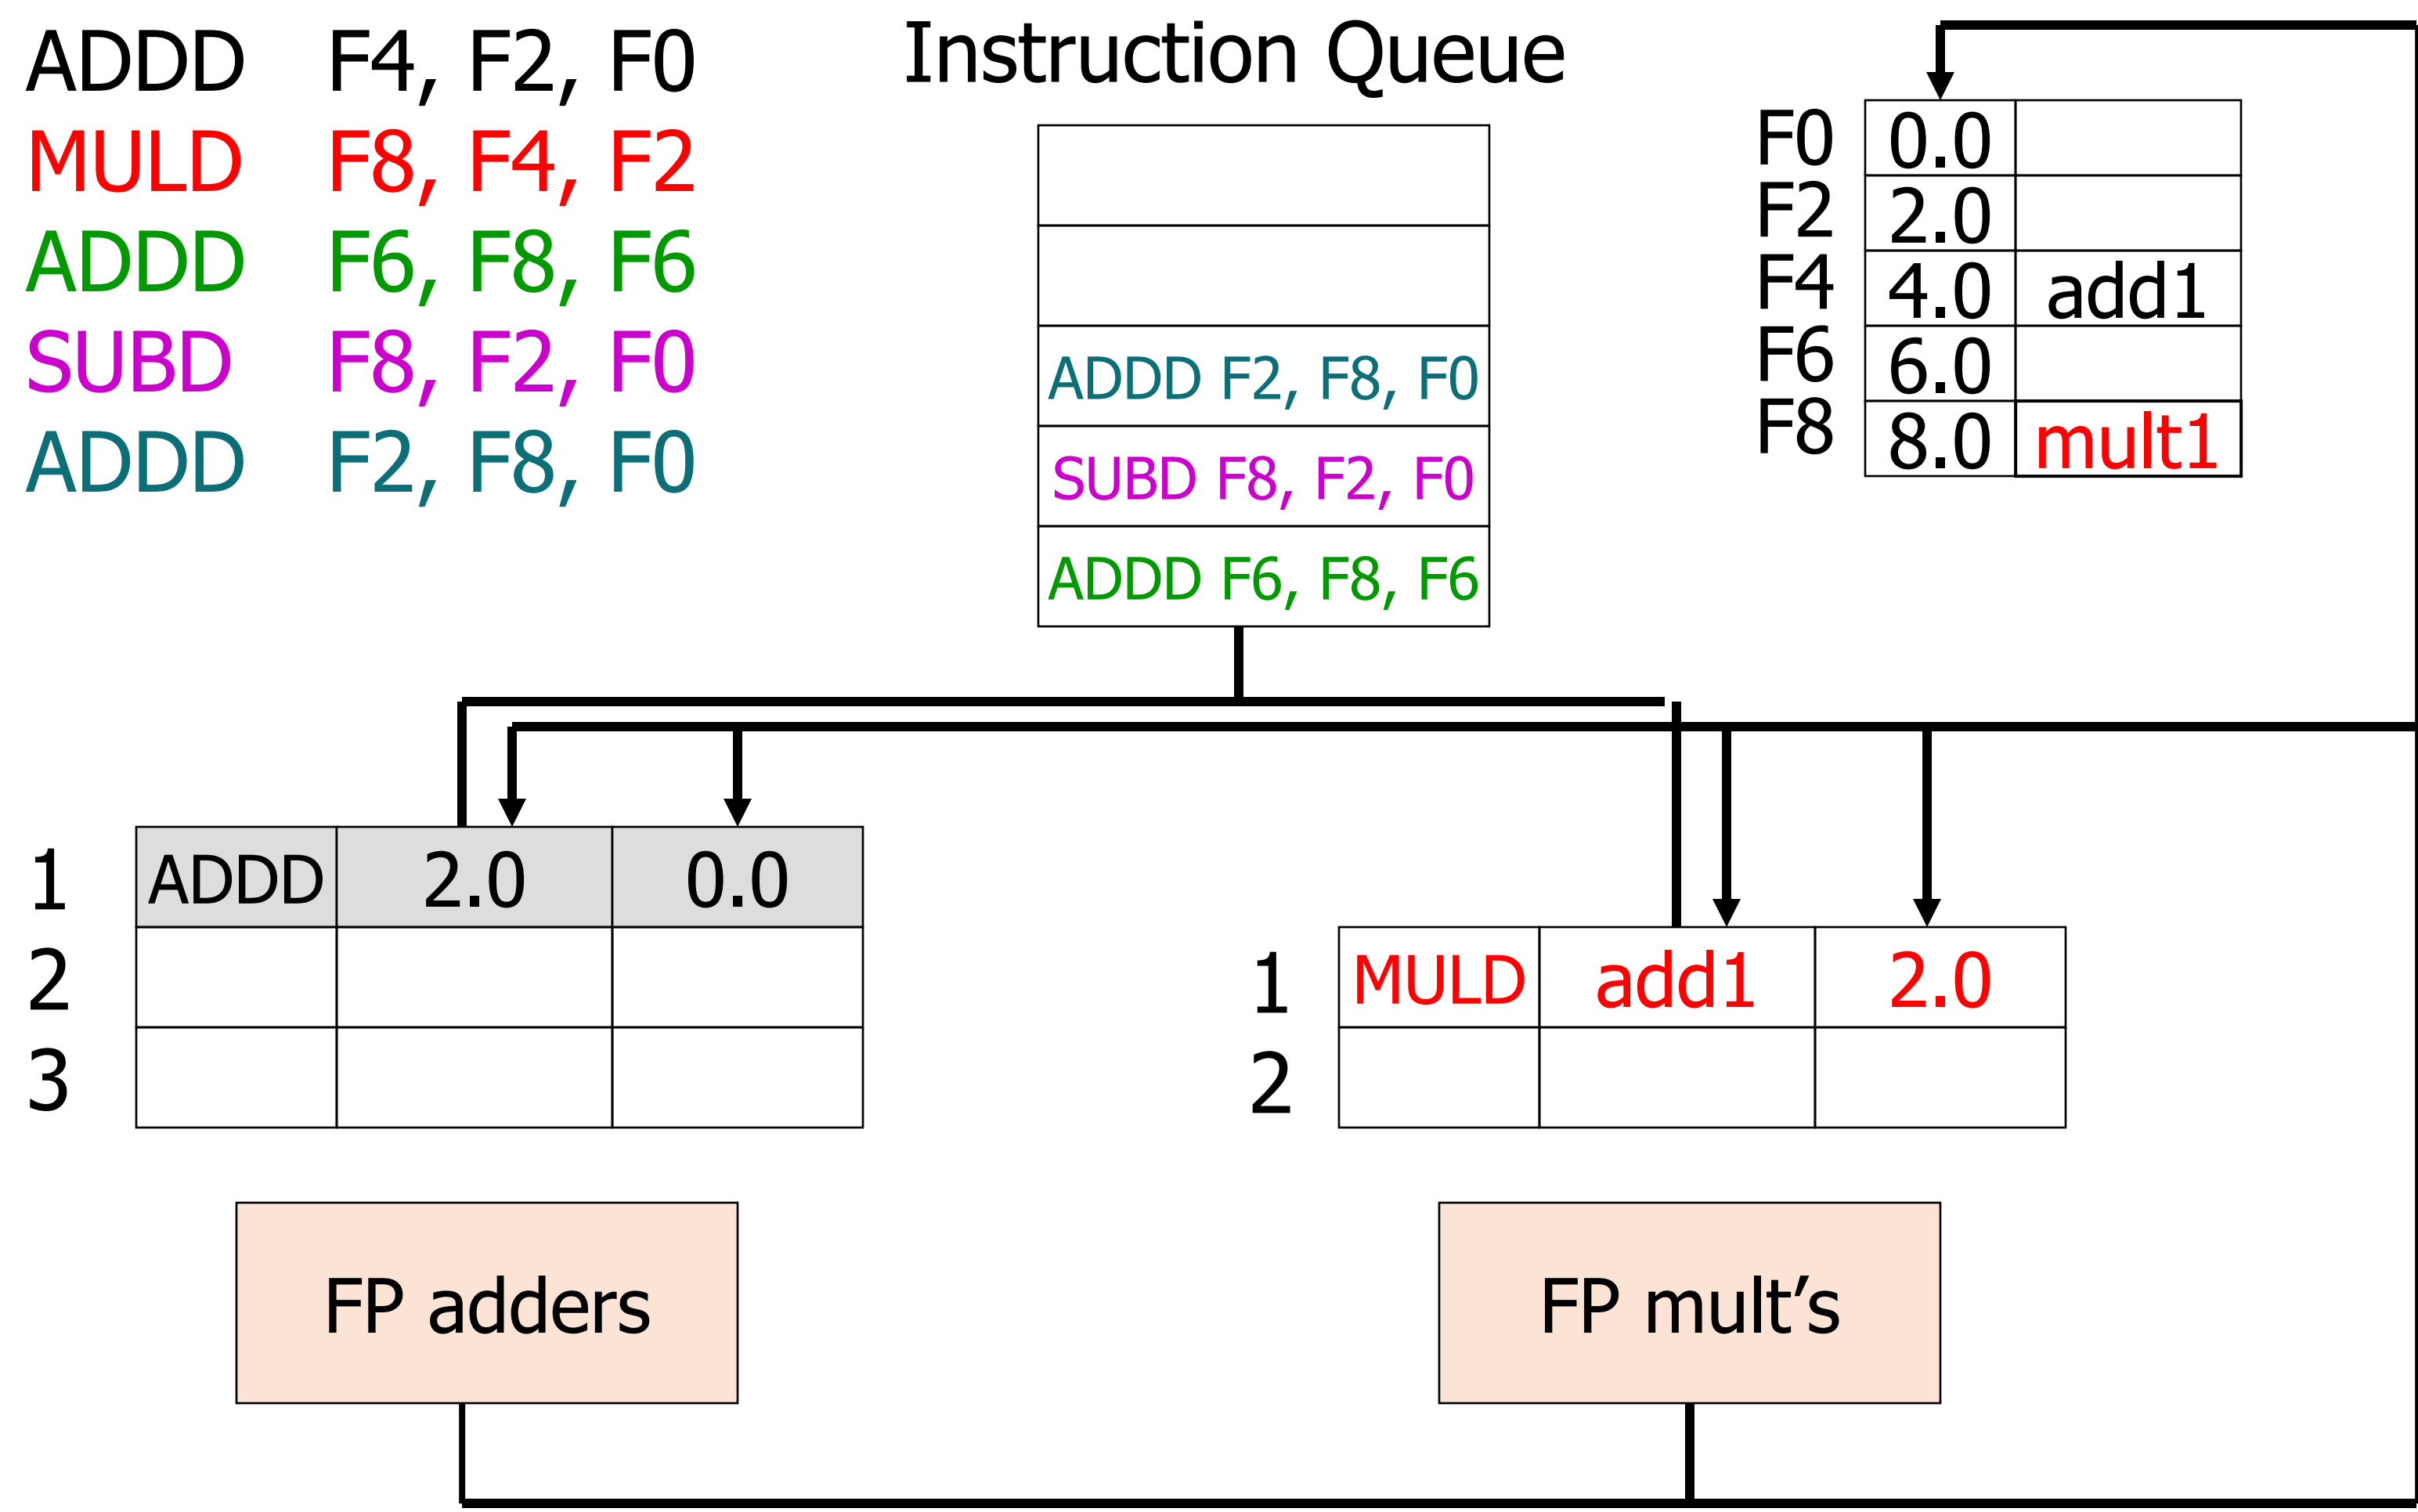 ADDD F4, F2, F0
MULD F8, F4, F2
ADDD F6, F8, F6
SUBD F8, F2, F0
ADDD F2, F8, F0
Instruction Queue
ADDD F2, F8, F0
SUBD F8, F2, F0
ADDD F6, F8, F6
F0 0.0
F2 2.0
F4 4.0 add1
F6 6.0
F8 8.0 mult1
1 ADDD 2.0 0.0
2
3
1 MULD add1 2.0
2
FP adders
FP mult’s